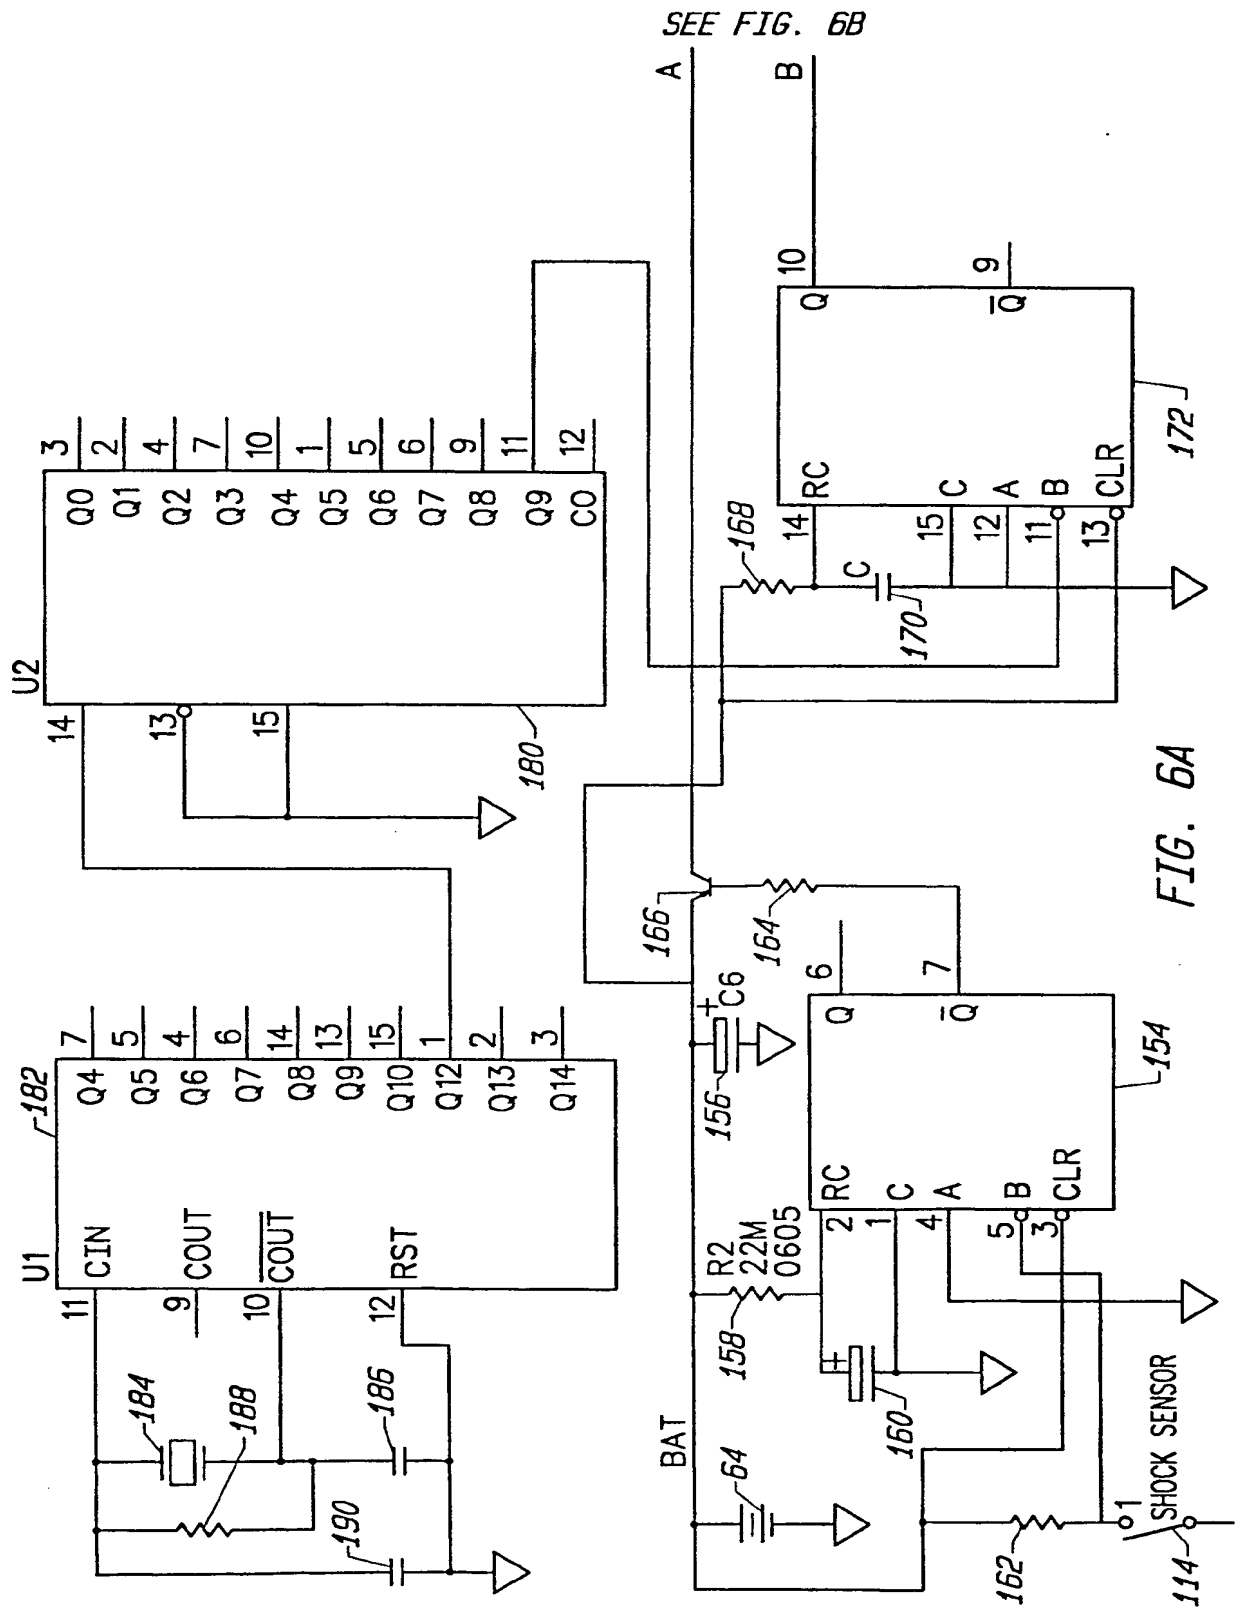 SEE FIG. 6B
A
B
U1
182
11
CIN
9
COUT
10
COUT
12
RST
Q4
7
Q5
5
Q6
4
Q7
6
Q8
14
Q9
13
Q10
15
Q12
1
Q13
2
Q14
3
184
188
186
190
U2
14
13
15
180
Q0
3
Q1
2
Q2
4
Q3
7
Q4
10
Q5
1
Q6
5
Q7
6
Q8
9
Q9
11
CO
12
BAT
64
158
R2
22M
0605
160
156
+
C6
+
166
164
162
1
SHOCK SENSOR
114
2
RC
1
C
4
A
5
B
3
CLR
Q
6
Q
7
154
168
C
170
14
RC
15
C
12
A
11
B
13
CLR
Q
10
Q
9
172
FIG. 6A